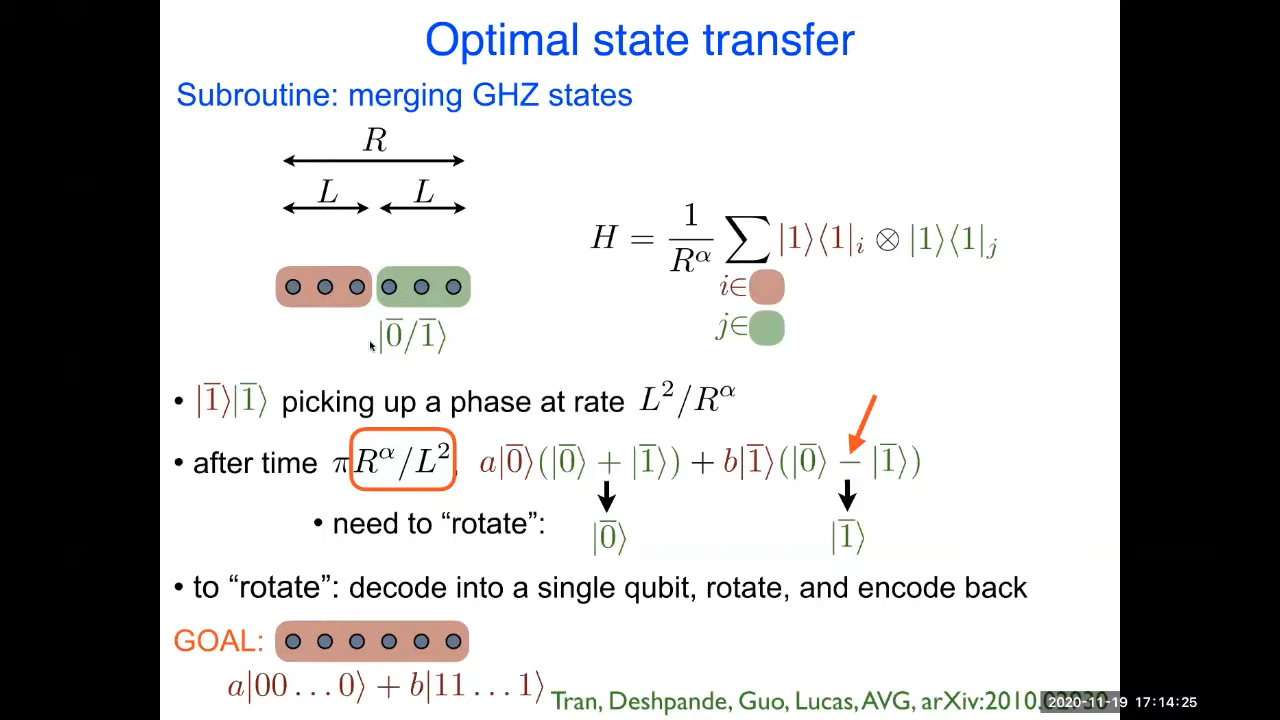 Optimal state transfer
Subroutine: merging GHZ states
R
L L
H = 1/R^α ∑ |1⟩⟨1|_i ⊗ |1⟩⟨1|_j
i∈
j∈
|0̅/1̅⟩
• |1̅⟩|1̅⟩ picking up a phase at rate L²/R^α
• after time πR^α/L², a|0̅⟩(|0̅⟩ + |1̅⟩) + b|1̅⟩(|0̅⟩ − |1̅⟩)
• need to “rotate”: |0̅⟩ |1̅⟩
• to “rotate”: decode into a single qubit, rotate, and encode back
GOAL:
a|00...0⟩ + b|11...1⟩
Tran, Deshpande, Guo, Lucas, AVG, arXiv:2010.
2020-11-19 17:14:25